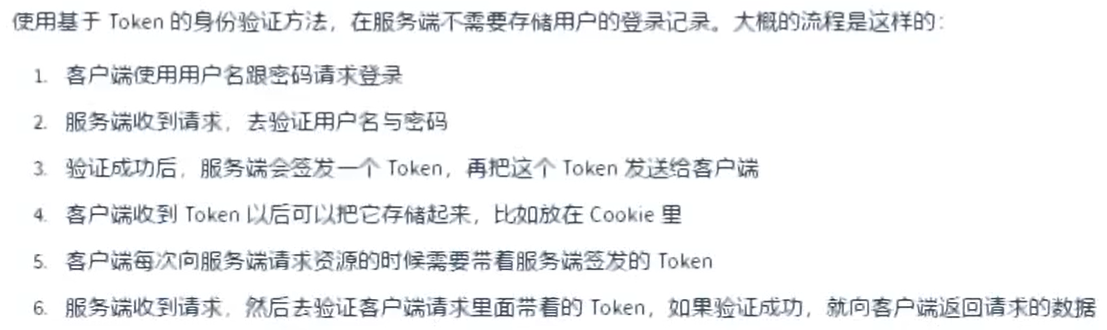 使用基于 Token 的身份验证方法，在服务端不需要存储用户的登录记录。大概的流程是这样的：
1. 客户端使用用户名跟密码请求登录
2. 服务端收到请求，去验证用户名与密码
3. 验证成功后，服务端会签发一个 Token，再把这个 Token 发送给客户端
4. 客户端收到 Token 以后可以把它存储起来，比如放在 Cookie 里
5. 客户端每次向服务端请求资源的时候需要带着服务端签发的 Token
6. 服务端收到请求，然后去验证客户端请求里面带着的 Token，如果验证成功，就向客户端返回请求的数据